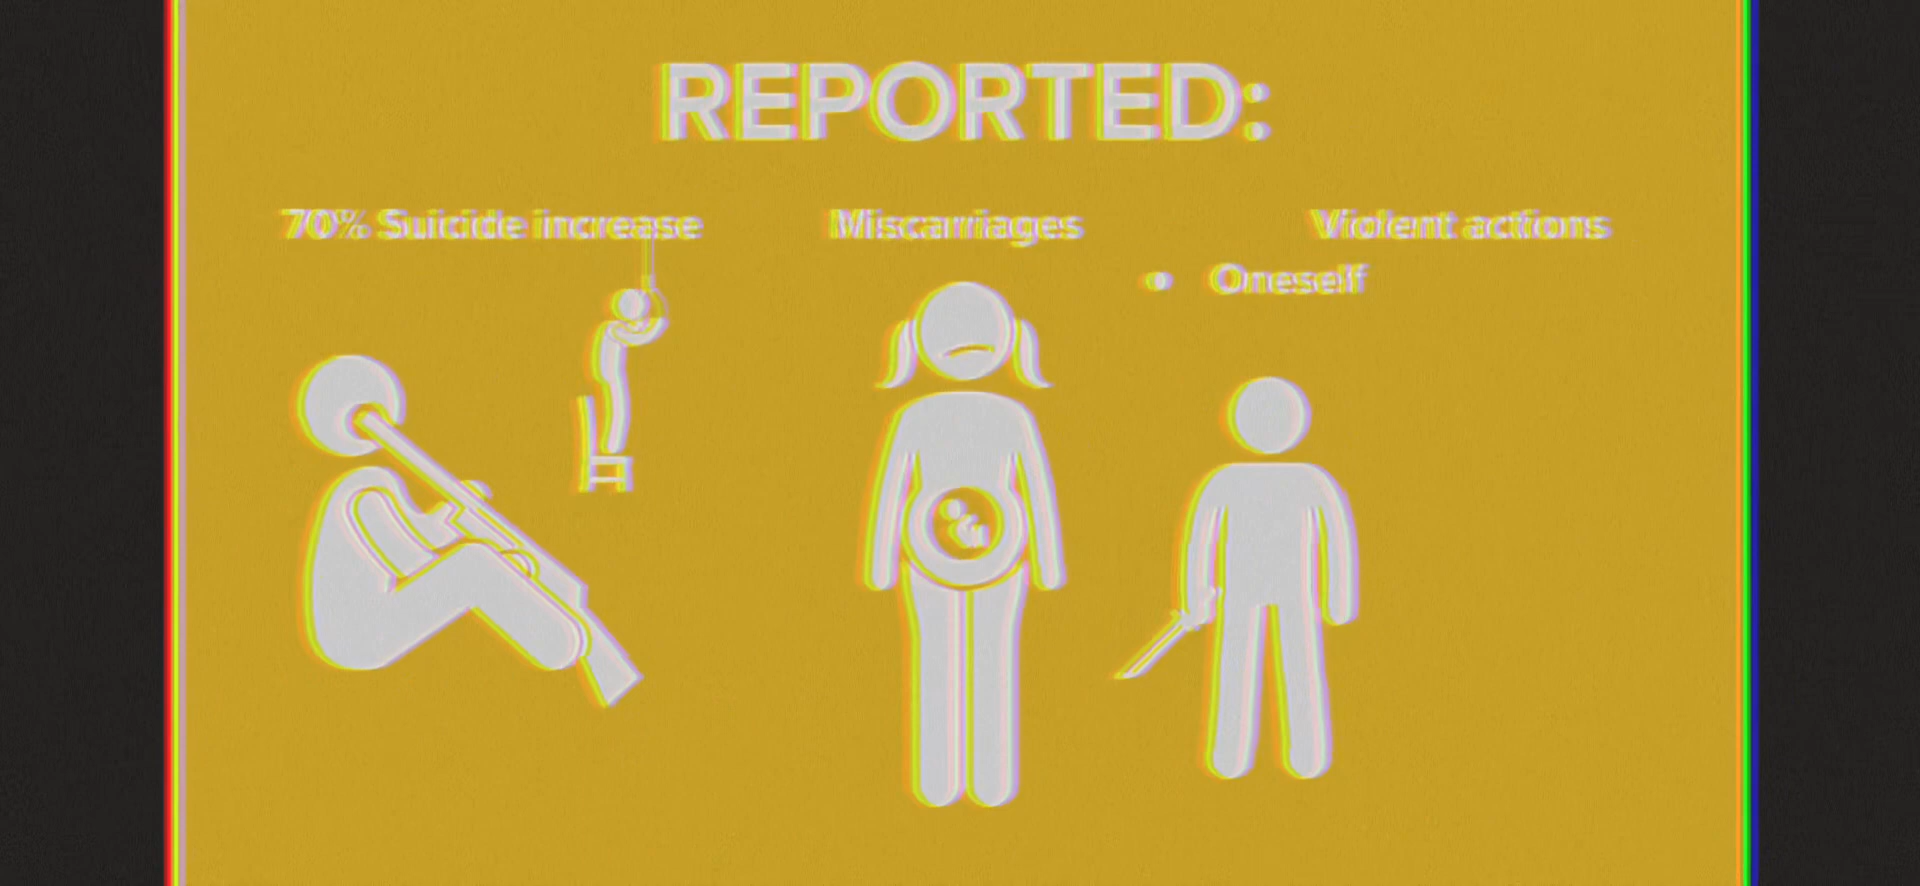 REPORTED:
70% Suicide increase
Miscarriages
Violent actions
• Oneself